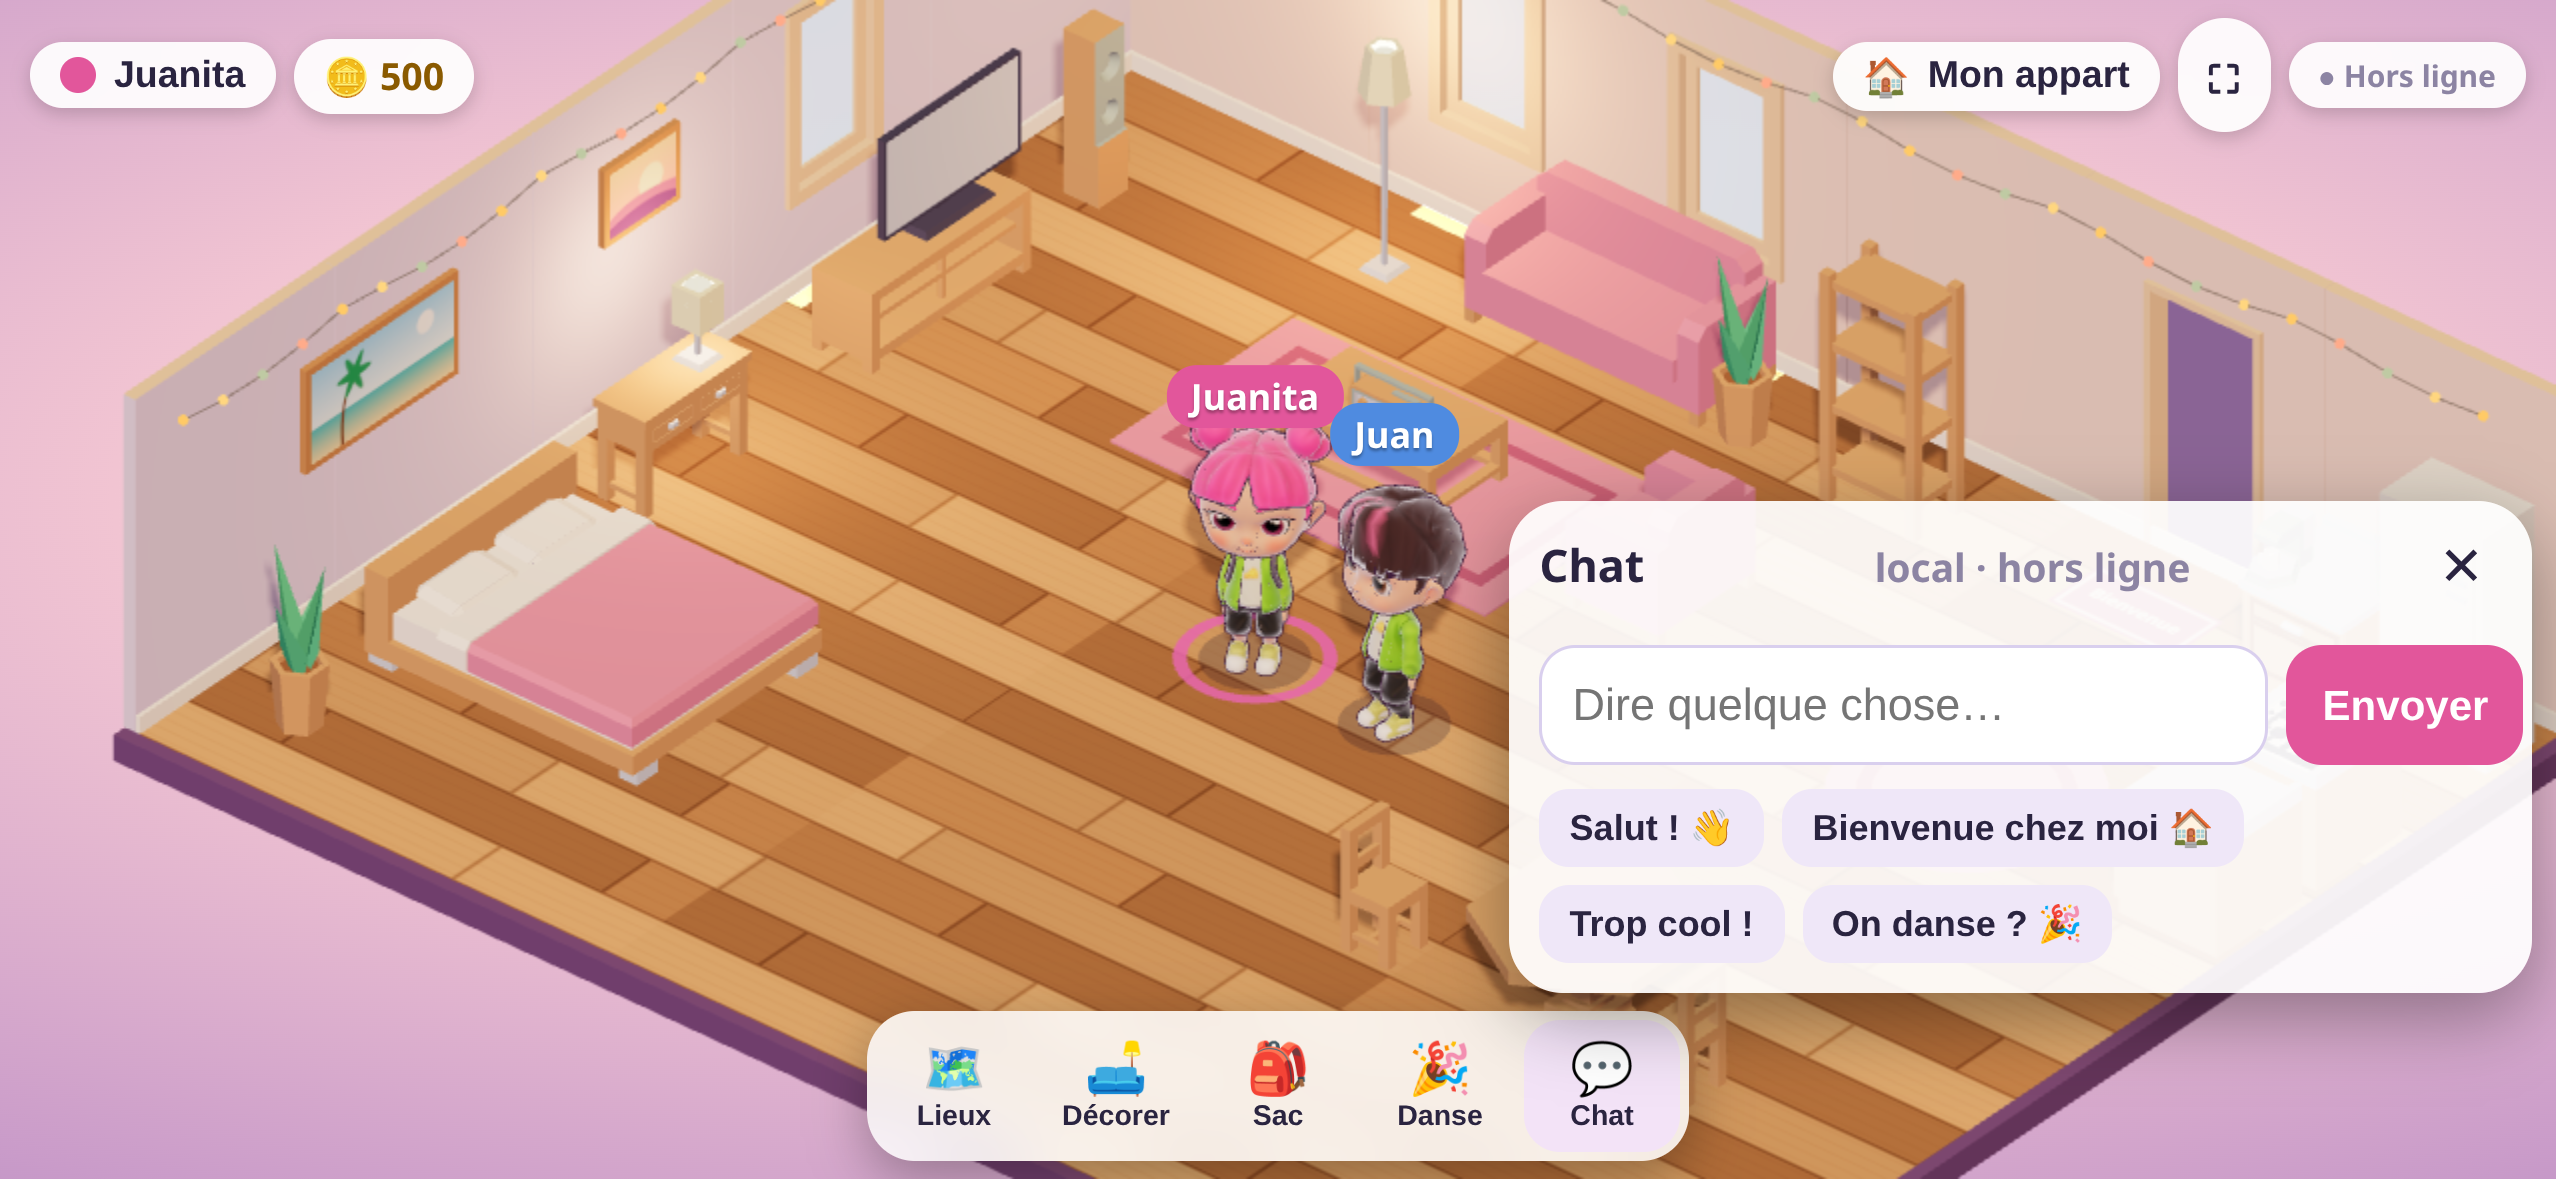 Juanita
500
Mon appart
Hors ligne
Juanita
Juan
Chat
local · hors ligne
Dire quelque chose…
Envoyer
Salut ! 👋
Bienvenue chez moi 🏠
Trop cool !
On danse ? 🎉
Lieux
Décorer
Sac
Danse
Chat